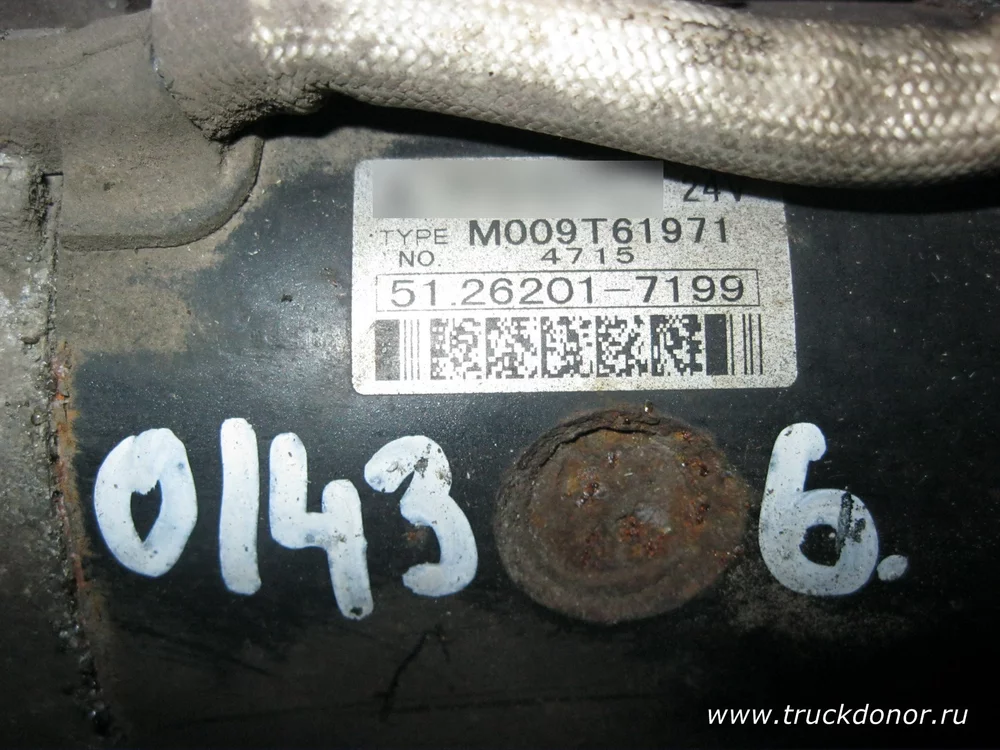 24V
TYPE M009T61971
NO. 4715
51.26201-7199
0143 6.
www.truckdonor.ru